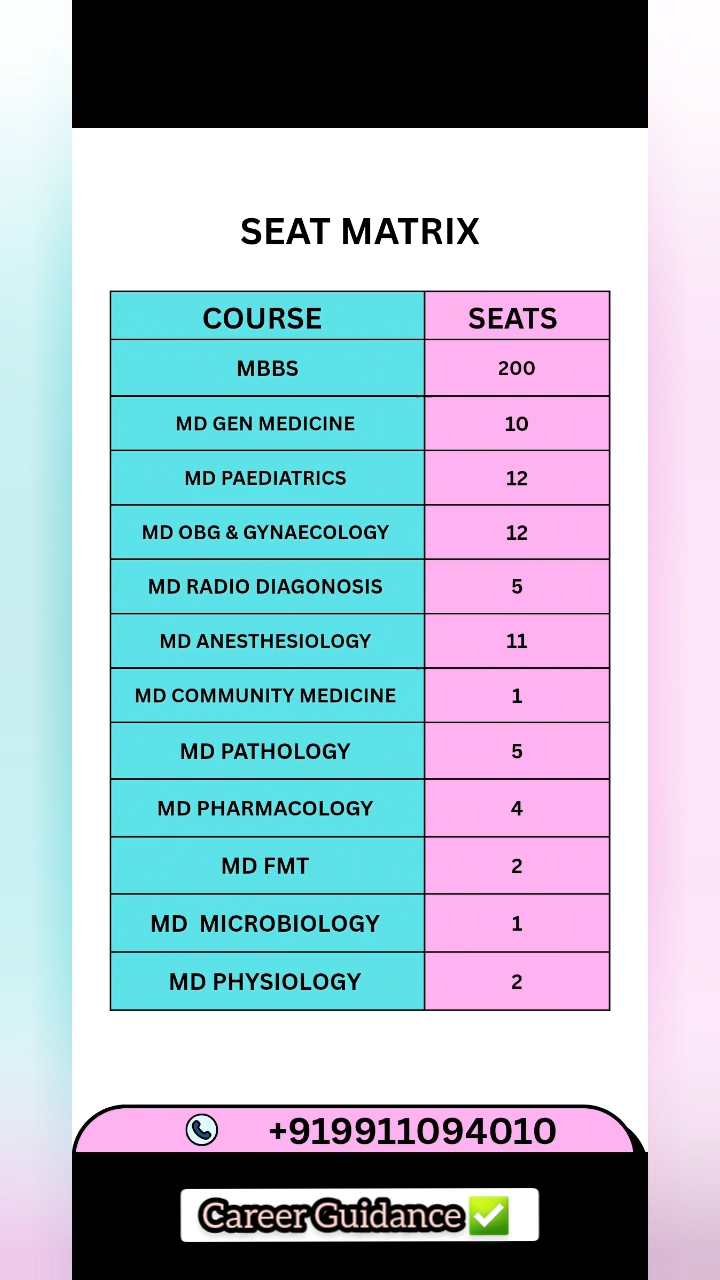 SEAT MATRIX
COURSE SEATS
MBBS 200
MD GEN MEDICINE 10
MD PAEDIATRICS 12
MD OBG & GYNAECOLOGY 12
MD RADIO DIAGONOSIS 5
MD ANESTHESIOLOGY 11
MD COMMUNITY MEDICINE 1
MD PATHOLOGY 5
MD PHARMACOLOGY 4
MD FMT 2
MD MICROBIOLOGY 1
MD PHYSIOLOGY 2
+919911094010
Career Guidance ✅